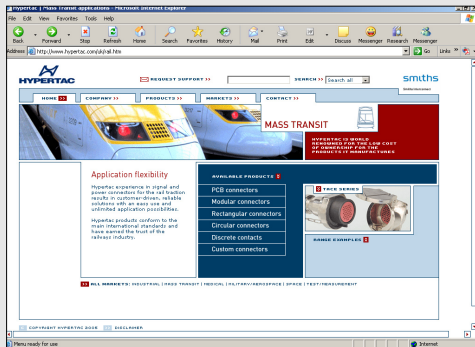 Hypertac | Mass Transit applications - Microsoft Internet Explorer
File Edit View Favorites Tools Help
Back Forward Stop Refresh Home Search Favorites History Mail Print Edit Discuss Messenger Research Messenger
Address http://www.hypertac.com/sk/rail.htm Go Links »
HYPERTAC
REQUEST SUPPORT >> SEARCH >> Search all
smiths
HOME >> COMPANY >> PRODUCTS >> MARKETS >> CONTACT >>
MASS TRANSIT
HYPERTAC IS WORLD
RENOWNED FOR THE LOW COST
OF OWNERSHIP FOR THE
PRODUCTS IT MANUFACTURES
Application flexibility
Hypertac experience in signal and
power connectors for the rail traction
results in customer-driven, reliable
solutions with an easy use and
unlimited application possibilities.
Hypertac products conform to the
main international standards and
have earned the trust of the
railways industry.
AVAILABLE PRODUCTS
PCB connectors
Modular connectors
Rectangular connectors
Circular connectors
Discrete contacts
Custom connectors
TACE SERIES
RANGE EXAMPLES
>> ALL MARKETS: INDUSTRIAL | MASS TRANSIT | MEDICAL | MILITARY/AEROSPACE | SPACE | TEST/MEASUREMENT
COPYRIGHT HYPERTAC 2005 DISCLAIMER
Menu ready for use Internet